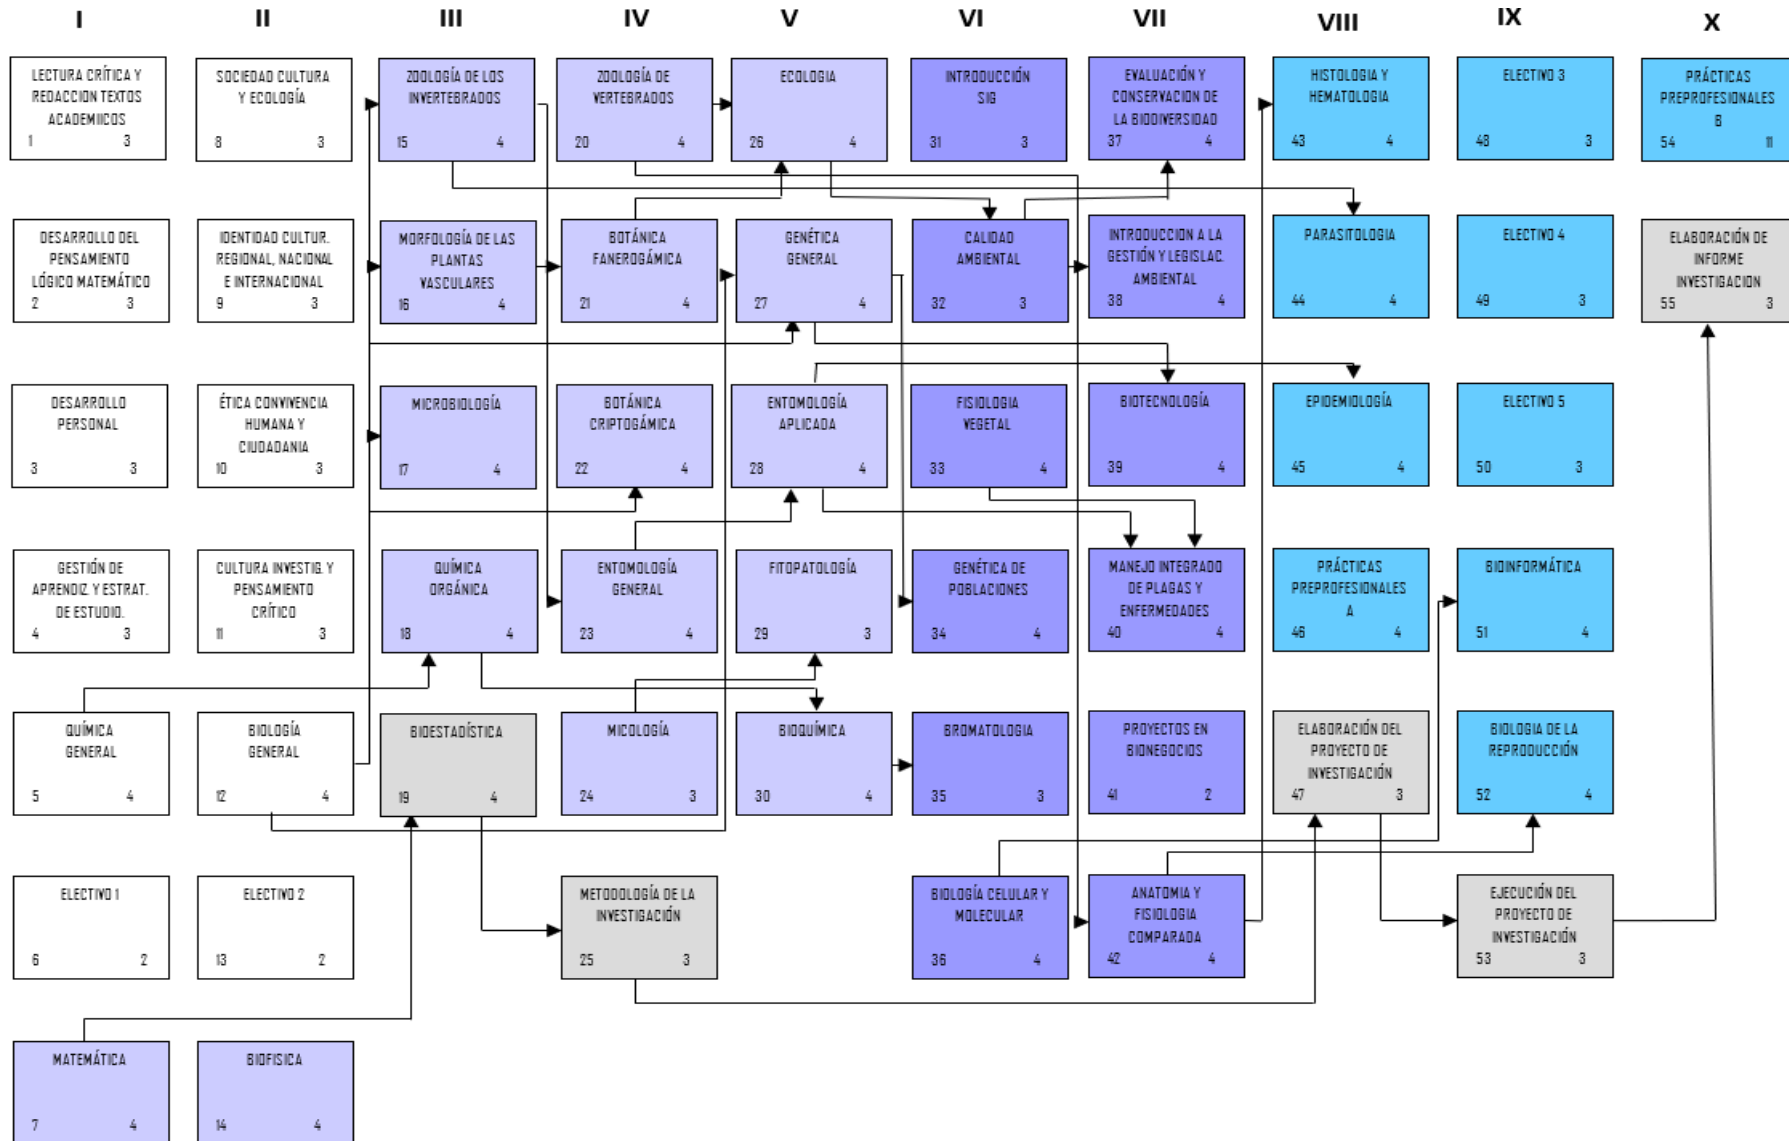 I II III IV V VI VII VIII IX X
LECTURA CRÍTICA Y
REDACCION TEXTOS
ACADEMIICOS
1 3
SOCIEDAD CULTURA
Y ECOLOGÍA
8 3
ZOOLOGÍA DE LOS
INVERTEBRADOS
15 4
ZOOLOGÍA DE
VERTEBRADOS
20 4
ECOLOGIA
26 4
INTRODUCCIÓN
SIG
31 3
EVALUACIÓN Y
CONSERVACION DE
LA BIODIVERSIDAD
37 4
HISTOLOGIA Y
HEMATOLOGIA
43 4
ELECTIVO 3
48 3
PRÁCTICAS
PREPROFESIONALES
B
54 11
DESARROLLO DEL
PENSAMIENTO
LÓGICO MATEMÁTICO
2 3
IDENTIDAD CULTUR.
REGIONAL, NACIONAL
E INTERNACIONAL
9 3
MORFOLOGÍA DE LAS
PLANTAS
VASCULARES
16 4
BOTÁNICA
FANEROGÁMICA
21 4
GENÉTICA
GENERAL
27 4
CALIDAD
AMBIENTAL
32 3
INTRODUCCION A LA
GESTIÓN Y LEGISLAC.
AMBIENTAL
38 4
PARASITOLOGIA
44 4
ELECTIVO 4
49 3
ELABORACIÓN DE
INFORME
INVESTIGACION
55 3
DESARROLLO
PERSONAL
3 3
ÉTICA CONVIVENCIA
HUMANA Y
CIUDADANIA
10 3
MICROBIOLOGÍA
17 4
BOTÁNICA
CRIPTOGÁMICA
22 4
ENTOMOLOGÍA
APLICADA
28 4
FISIOLOGIA
VEGETAL
33 4
BIOTECNOLOGÍA
39 4
EPIDEMIOLOGÍA
45 4
ELECTIVO 5
50 3
GESTIÓN DE
APRENDIZ. Y ESTRAT.
DE ESTUDIO.
4 3
CULTURA INVESTIG. Y
PENSAMIENTO
CRÍTICO
11 3
QUÍMICA
ORGÁNICA
18 4
ENTOMOLOGÍA
GENERAL
23 4
FITOPATOLOGÍA
29 3
GENÉTICA DE
POBLACIONES
34 4
MANEJO INTEGRADO
DE PLAGAS Y
ENFERMEDADES
40 4
PRÁCTICAS
PREPROFESIONALES
A
46 4
BIOINFORMÁTICA
51 4
QUÍMICA
GENERAL
5 4
BIOLOGÍA
GENERAL
12 4
BIOESTADÍSTICA
19 4
MICOLOGÍA
24 3
BIOQUÍMICA
30 4
BROMATOLOGIA
35 3
PROYECTOS EN
BIONEGOCIOS
41 2
ELABORACIÓN DEL
PROYECTO DE
INVESTIGACIÓN
47 3
BIOLOGIA DE LA
REPRODUCCIÓN
52 4
ELECTIVO 1
6 2
ELECTIVO 2
13 2
METODOLOGÍA DE LA
INVESTIGACIÓN
25 3
BIOLOGÍA CELULAR Y
MOLECULAR
36 4
ANATOMIA Y
FISIOLOGIA
COMPARADA
42 4
EJECUCIÓN DEL
PROYECTO DE
INVESTIGACIÓN
53 3
MATEMÁTICA
7 4
BIOFISICA
14 4